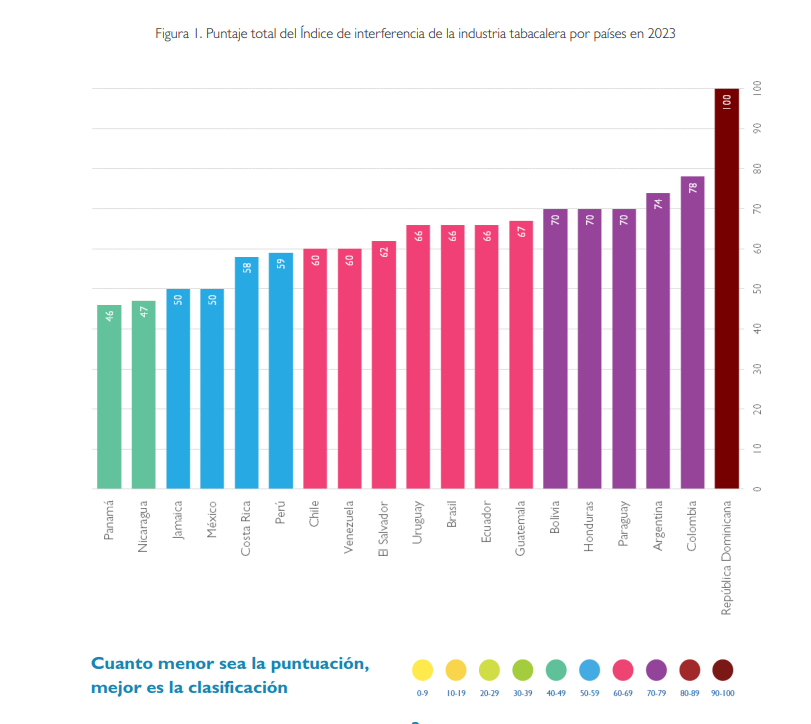 Figura 1. Puntaje total del Índice de interferencia de la industria tabacalera por países en 2023
100
90
80
70
60
50
40
30
20
10
0
46
47
50
50
58
59
60
60
62
66
66
66
67
70
70
70
74
78
100
Panamá
Nicaragua
Jamaica
México
Costa Rica
Perú
Chile
Venezuela
El Salvador
Uruguay
Brasil
Ecuador
Guatemala
Bolivia
Honduras
Paraguay
Argentina
Colombia
República Dominicana
Cuanto menor sea la puntuación,
mejor es la clasificación
0-9 10-19 20-29 30-39 40-49 50-59 60-69 70-79 80-89 90-100